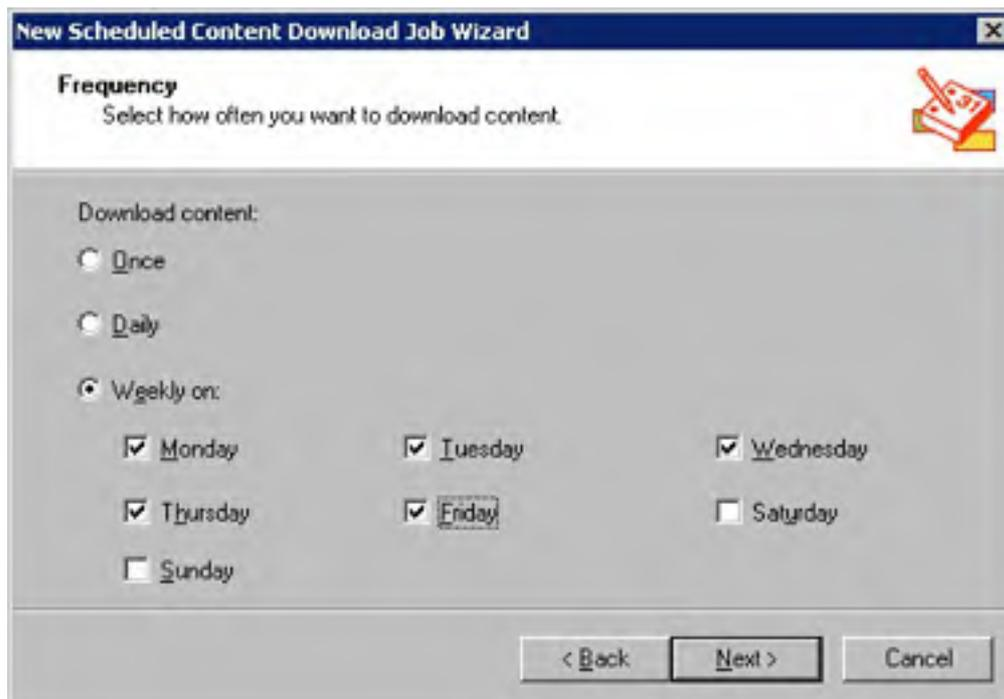 New Scheduled Content Download Job Wizard
Frequency
Select how often you want to download content.
31
Download content:
Once
Daily
Weekly on:
Monday Tuesday Wednesday
Thursday Friday Saturday
Sunday
< Back Next > Cancel